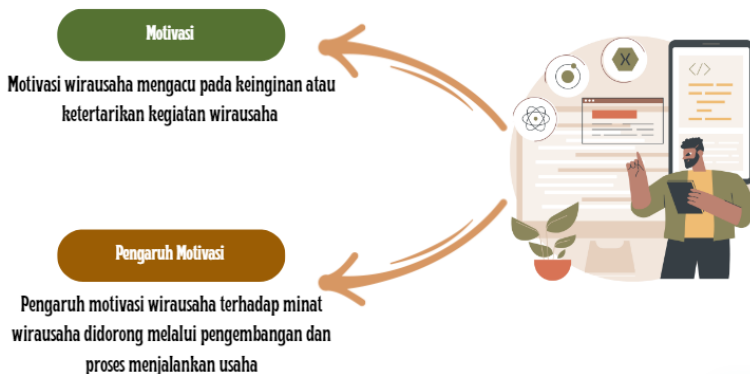 Motivasi
Motivasi wirausaha mengacu pada keinginan atau
ketertarikan kegiatan wirausaha
</>
Pengaruh Motivasi
Pengaruh motivasi wirausaha terhadap minat
wirausaha didorong melalui pengembangan dan
proses menjalankan usaha